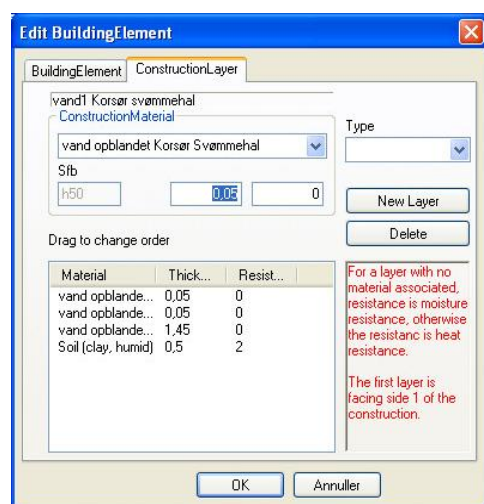 Edit BuildingElement
BuildingElement ConstructionLayer
vand1 Korsør svømmehal
ConstructionMaterial
Type
vand opblandet Korsør Svømmehal
Sfb
h50 0,05 0
New Layer
Delete
Drag to change order
Material Thick... Resist...
vand opblande... 0,05 0
vand opblande... 0,05 0
vand opblande... 1,45 0
Soil (clay, humid) 0,5 2
For a layer with no
material associated,
resistance is moisture
resistance, otherwise
the resistanc is heat
resistance.
The first layer is
facing side 1 of the
construction.
OK Annuller